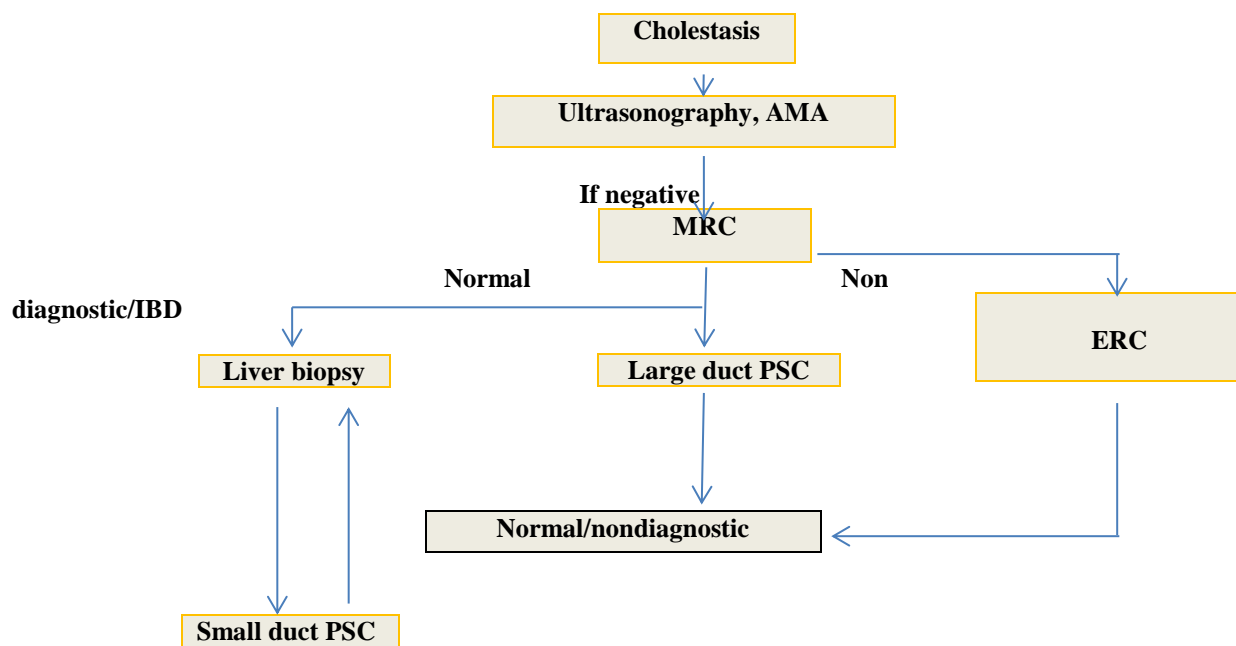 Cholestasis
Ultrasonography, AMA
If negative
MRC
Normal
Non
diagnostic/IBD
ERC
Liver biopsy
Large duct PSC
Normal/nondiagnostic
Small duct PSC